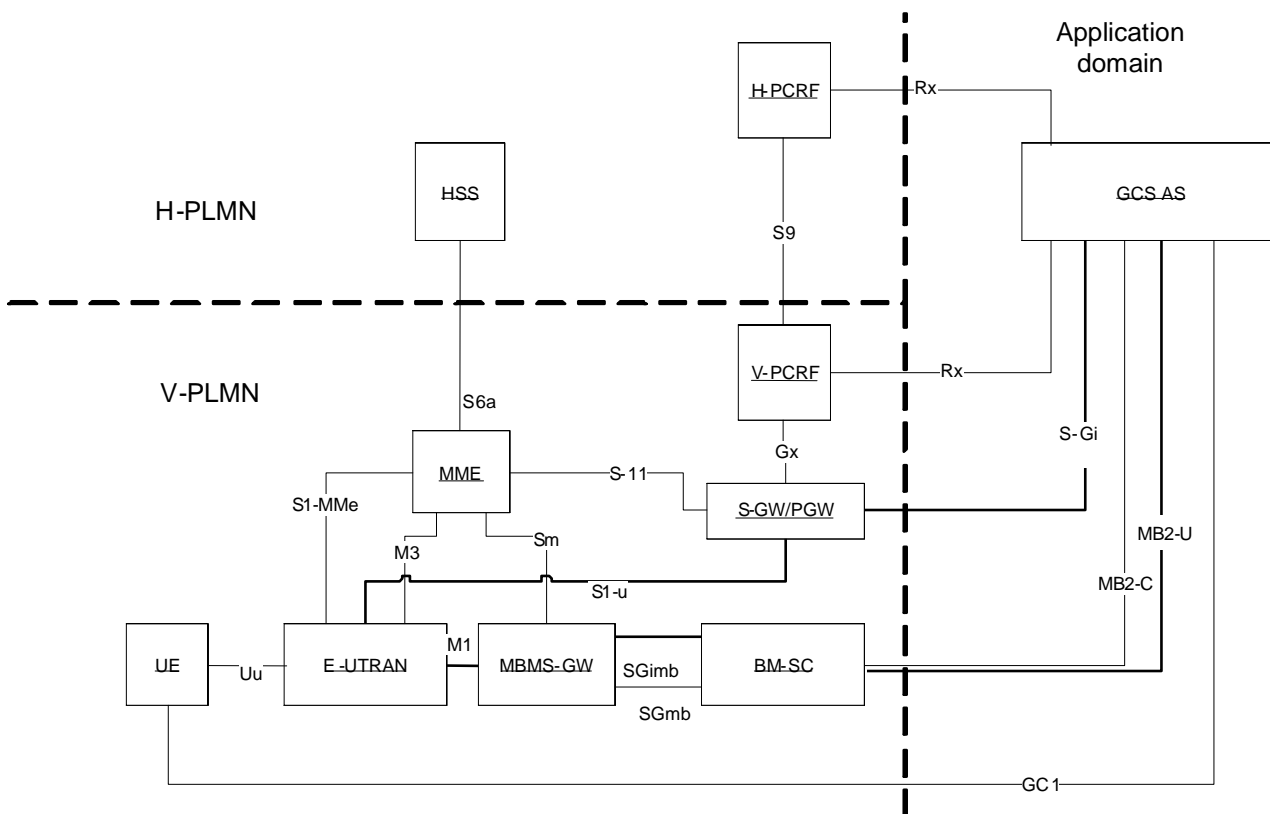 Application
domain
H-PCRF
Rx
HSS
GCS AS
H-PLMN
S9
V-PCRF
Rx
V-PLMN
S6a
S-Gi
Gx
MME
S-11
S1-MMe
S-GW/PGW
MB2-U
M3
Sm
S1-u
MB2-C
M1
UE
E-UTRAN
MBMS-GW
BM-SC
Uu
SGimb
SGmb
GC1